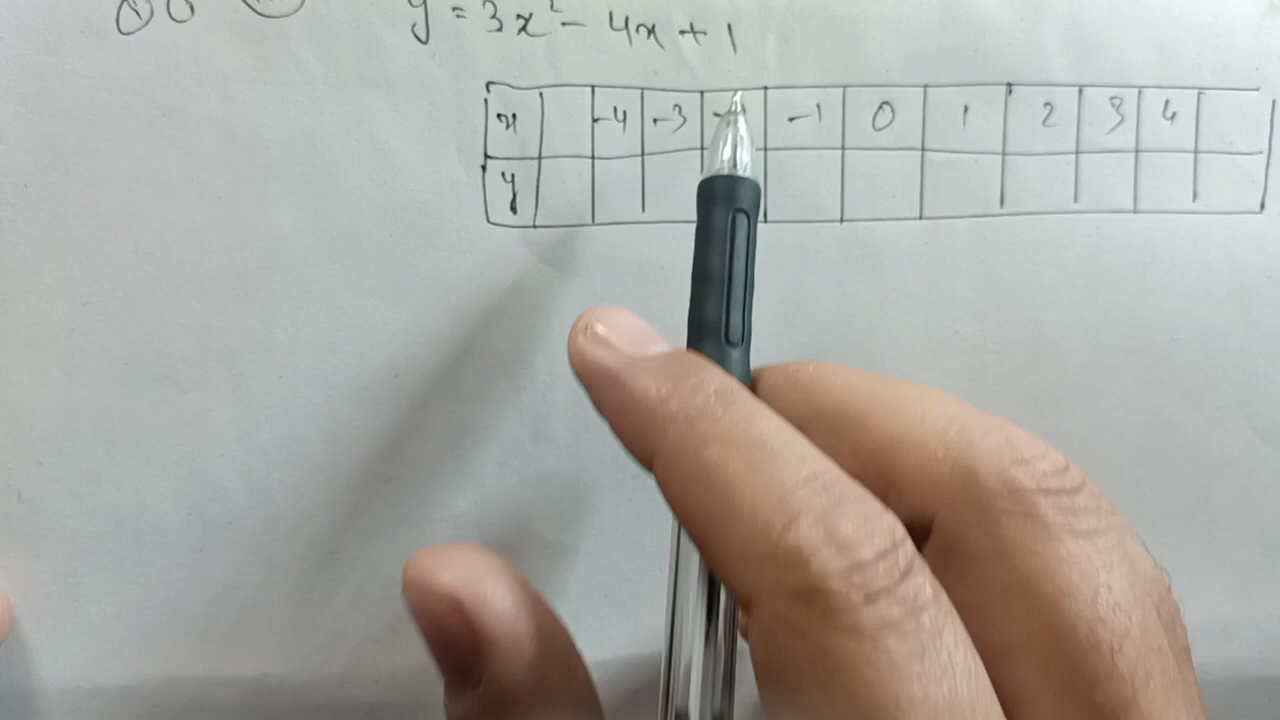 y = 3x² - 4x + 1
x -4 -3 -1 0 1 2 3 4
y